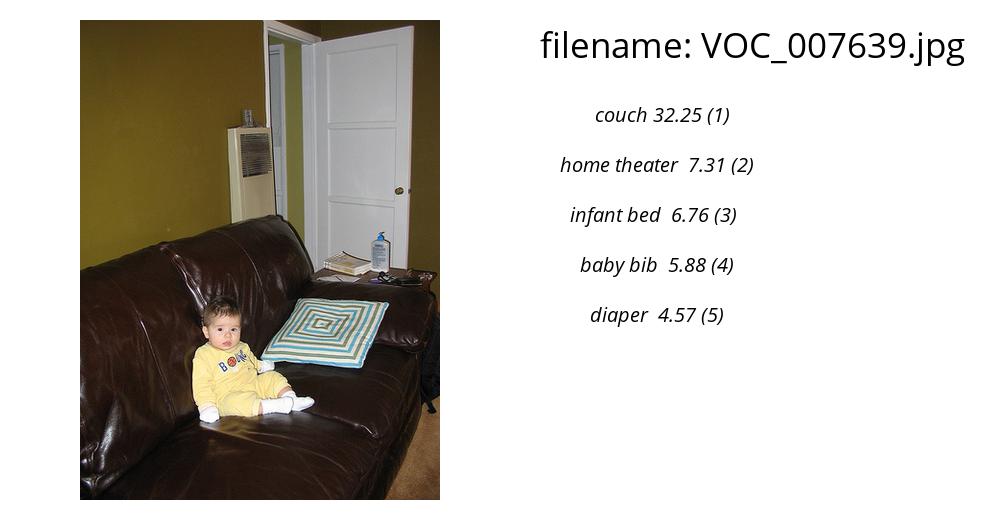 filename: VOC_007639.jpg
couch 32.25 (1)
home theater 7.31 (2)
infant bed 6.76 (3)
baby bib 5.88 (4)
diaper 4.57 (5)